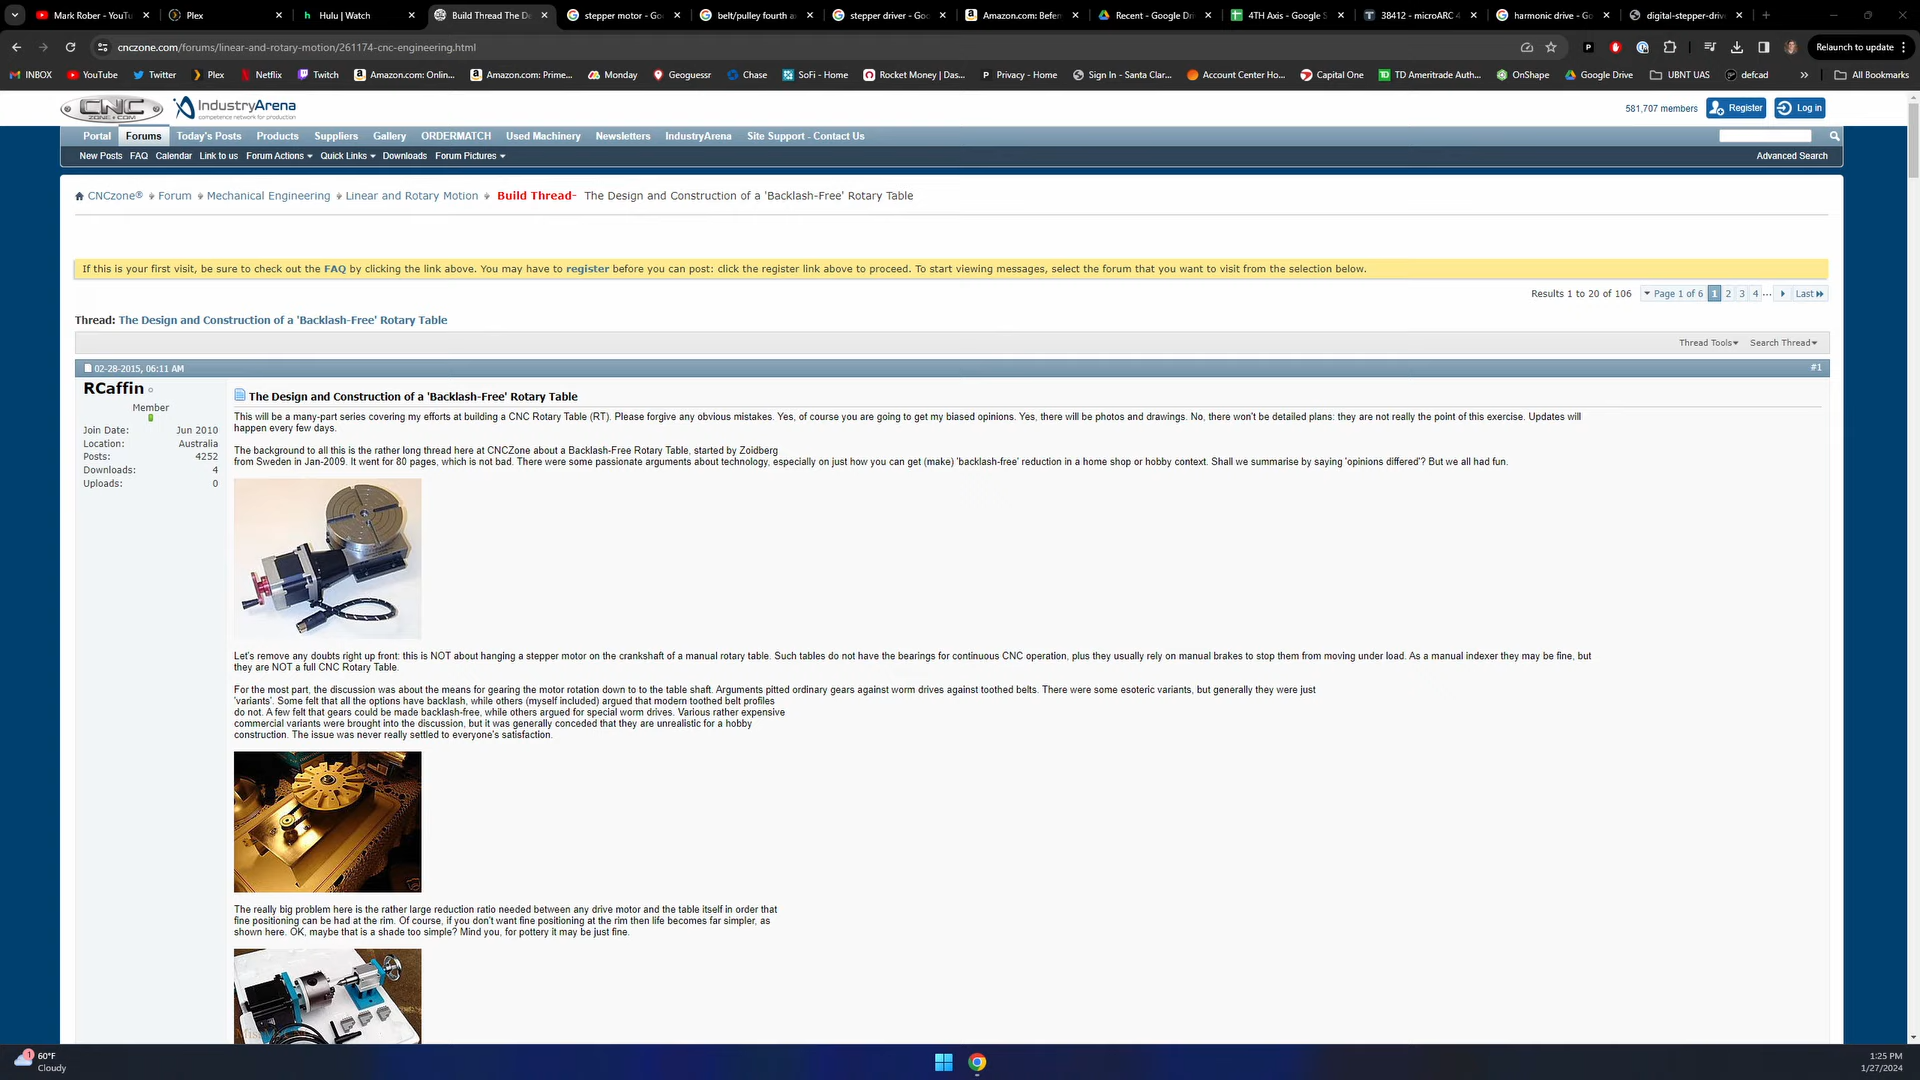 Mark Rober - YouTu
Plex
Hulu | Watch
Build Thread The De
stepper motor - Go
belt/pulley fourth a
stepper driver - Goo
Amazon.com: Befen
Recent - Google Dri
4TH Axis - Google S
38412 - microARC 4
harmonic drive - Go
digital-stepper-driv
cnczone.com/forums/linear-and-rotary-motion/261174-cnc-engineering.html
Relaunch to update
INBOX
YouTube
Twitter
Plex
Netflix
Twitch
Amazon.com: Onlin...
Amazon.com: Prime...
Monday
Geoguessr
Chase
SoFi - Home
Rocket Money | Das...
Privacy - Home
Sign In - Santa Clar...
Account Center Ho...
Capital One
TD Ameritrade Auth...
OnShape
Google Drive
UBNT UAS
defcad
All Bookmarks
CNC
ZONE.COM
IndustryArena
competence network for production
581,707 members
Register
Log in
Portal
Forums
Today's Posts
Products
Suppliers
Gallery
ORDERMATCH
Used Machinery
Newsletters
IndustryArena
Site Support - Contact Us
New Posts
FAQ
Calendar
Link to us
Forum Actions
Quick Links
Downloads
Forum Pictures
Advanced Search
CNCzone®
Forum
Mechanical Engineering
Linear and Rotary Motion
Build Thread- The Design and Construction of a 'Backlash-Free' Rotary Table
If this is your first visit, be sure to check out the FAQ by clicking the link above. You may have to register before you can post: click the register link above to proceed. To start viewing messages, select the forum that you want to visit from the selection below.
Results 1 to 20 of 106
Page 1 of 6
1
2
3
4
...
Last
Thread: The Design and Construction of a 'Backlash-Free' Rotary Table
Thread Tools
Search Thread
02-28-2015, 06:11 AM
#1
RCaffin
Member
Join Date: Jun 2010
Location: Australia
Posts: 4252
Downloads: 4
Uploads: 0
The Design and Construction of a 'Backlash-Free' Rotary Table
This will be a many-part series covering my efforts at building a CNC Rotary Table (RT). Please forgive any obvious mistakes. Yes, of course you are going to get my biased opinions. Yes, there will be photos and drawings. No, there won't be detailed plans: they are not really the point of this exercise. Updates will
happen every few days.
The background to all this is the rather long thread here at CNCZone about a Backlash-Free Rotary Table, started by Zoidberg
from Sweden in Jan-2009. It went for 80 pages, which is not bad. There were some passionate arguments about technology, especially on just how you can get (make) 'backlash-free' reduction in a home shop or hobby context. Shall we summarise by saying 'opinions differed'? But we all had fun.
Let's remove any doubts right up front: this is NOT about hanging a stepper motor on the crankshaft of a manual rotary table. Such tables do not have the bearings for continuous CNC operation, plus they usually rely on manual brakes to stop them from moving under load. As a manual indexer they may be fine, but
they are NOT a full CNC Rotary Table.
For the most part, the discussion was about the means for gearing the motor rotation down to to the table shaft. Arguments pitted ordinary gears against worm drives against toothed belts. There were some esoteric variants, but generally they were just
'variants'. Some felt that all the options have backlash, while others (myself included) argued that modern toothed belt profiles
do not. A few felt that gears could be made backlash-free, while others argued for special worm drives. Various rather expensive
commercial variants were brought into the discussion, but it was generally conceded that they are unrealistic for a hobby
construction. The issue was never really settled to everyone's satisfaction.
The really big problem here is the rather large reduction ratio needed between any drive motor and the table itself in order that
fine positioning can be had at the rim. Of course, if you don't want fine positioning at the rim then life becomes far simpler, as
shown here. OK, maybe that is a shade too simple? Mind you, for pottery it may be just fine.
1
60°F
Cloudy
1:25 PM
1/27/2024